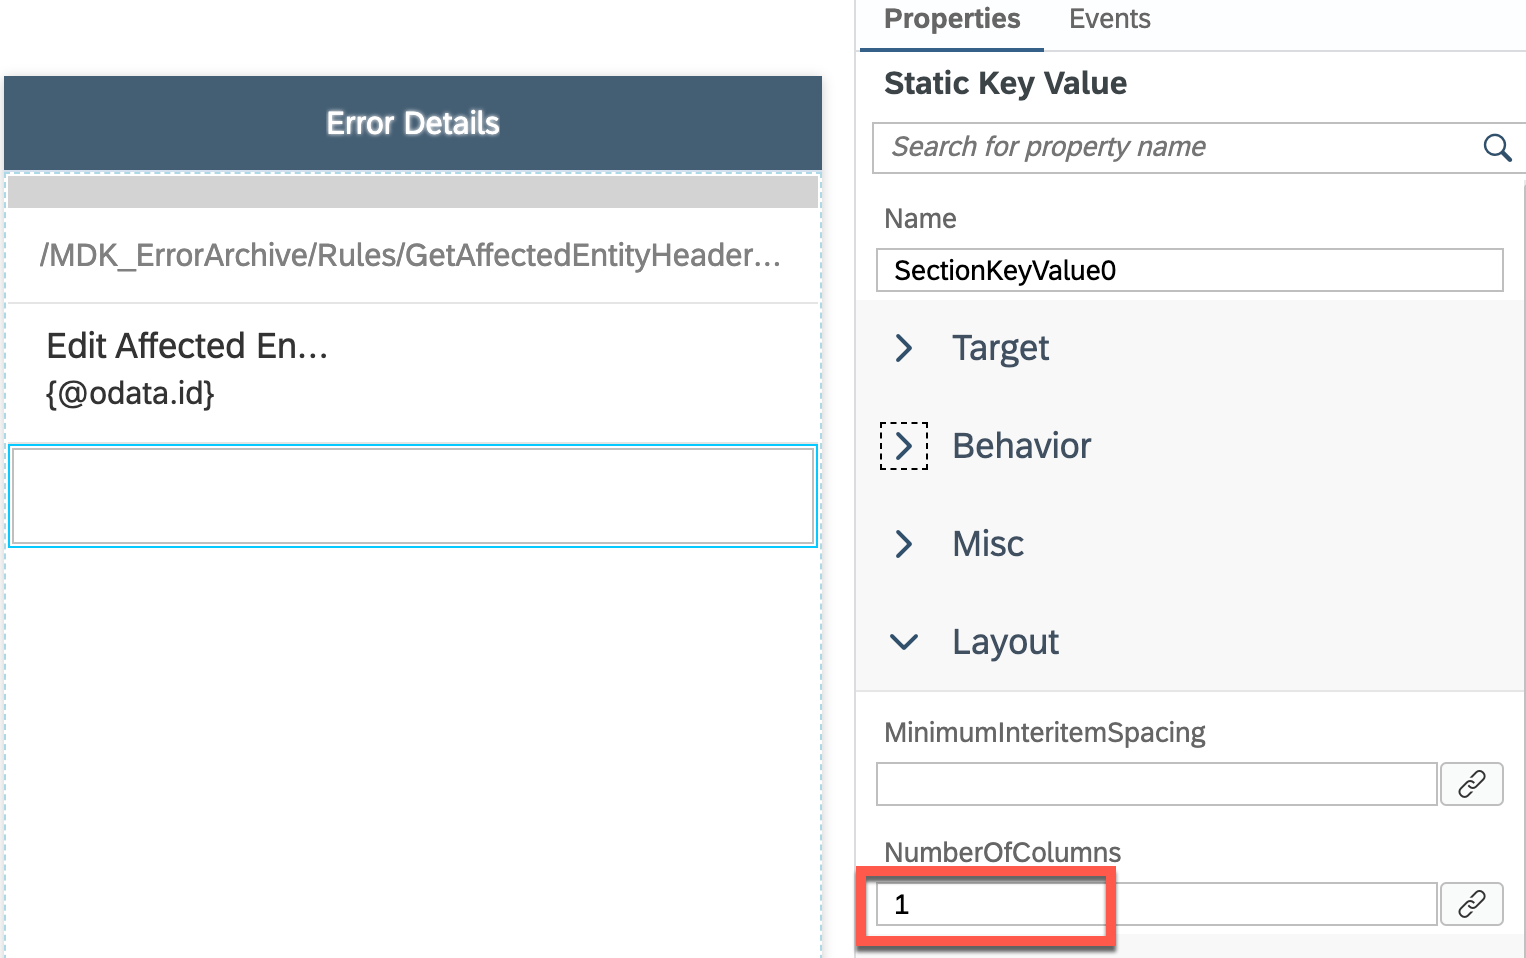 Properties Events
Static Key Value
Search for property name
Name
SectionKeyValue0
Target
Behavior
Misc
Layout
MinimumInteritemSpacing
NumberOfColumns
1
Error Details
/MDK_ErrorArchive/Rules/GetAffectedEntityHeader...
Edit Affected En...
{@odata.id}